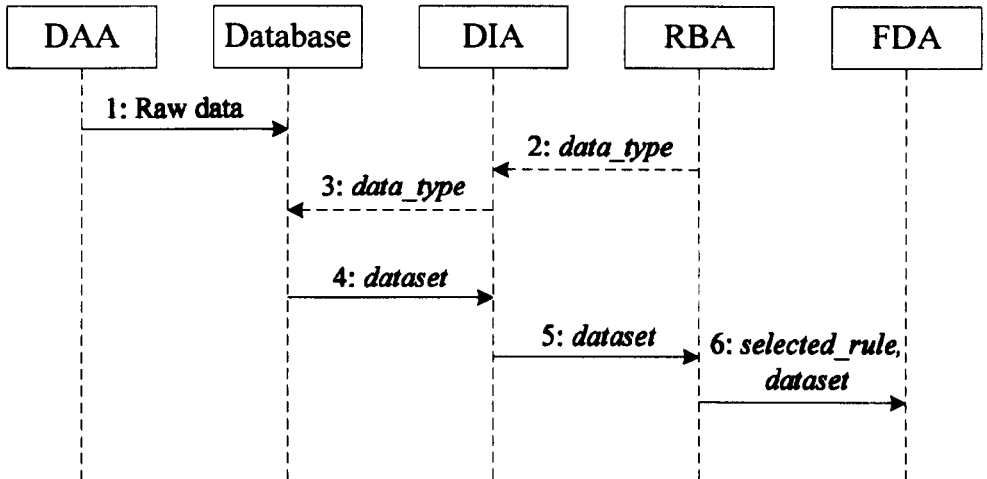 DAA
Database
DIA
RBA
FDA
1: Raw data
2: data_type
3: data_type
4: dataset
5: dataset
6: selected_rule,
dataset